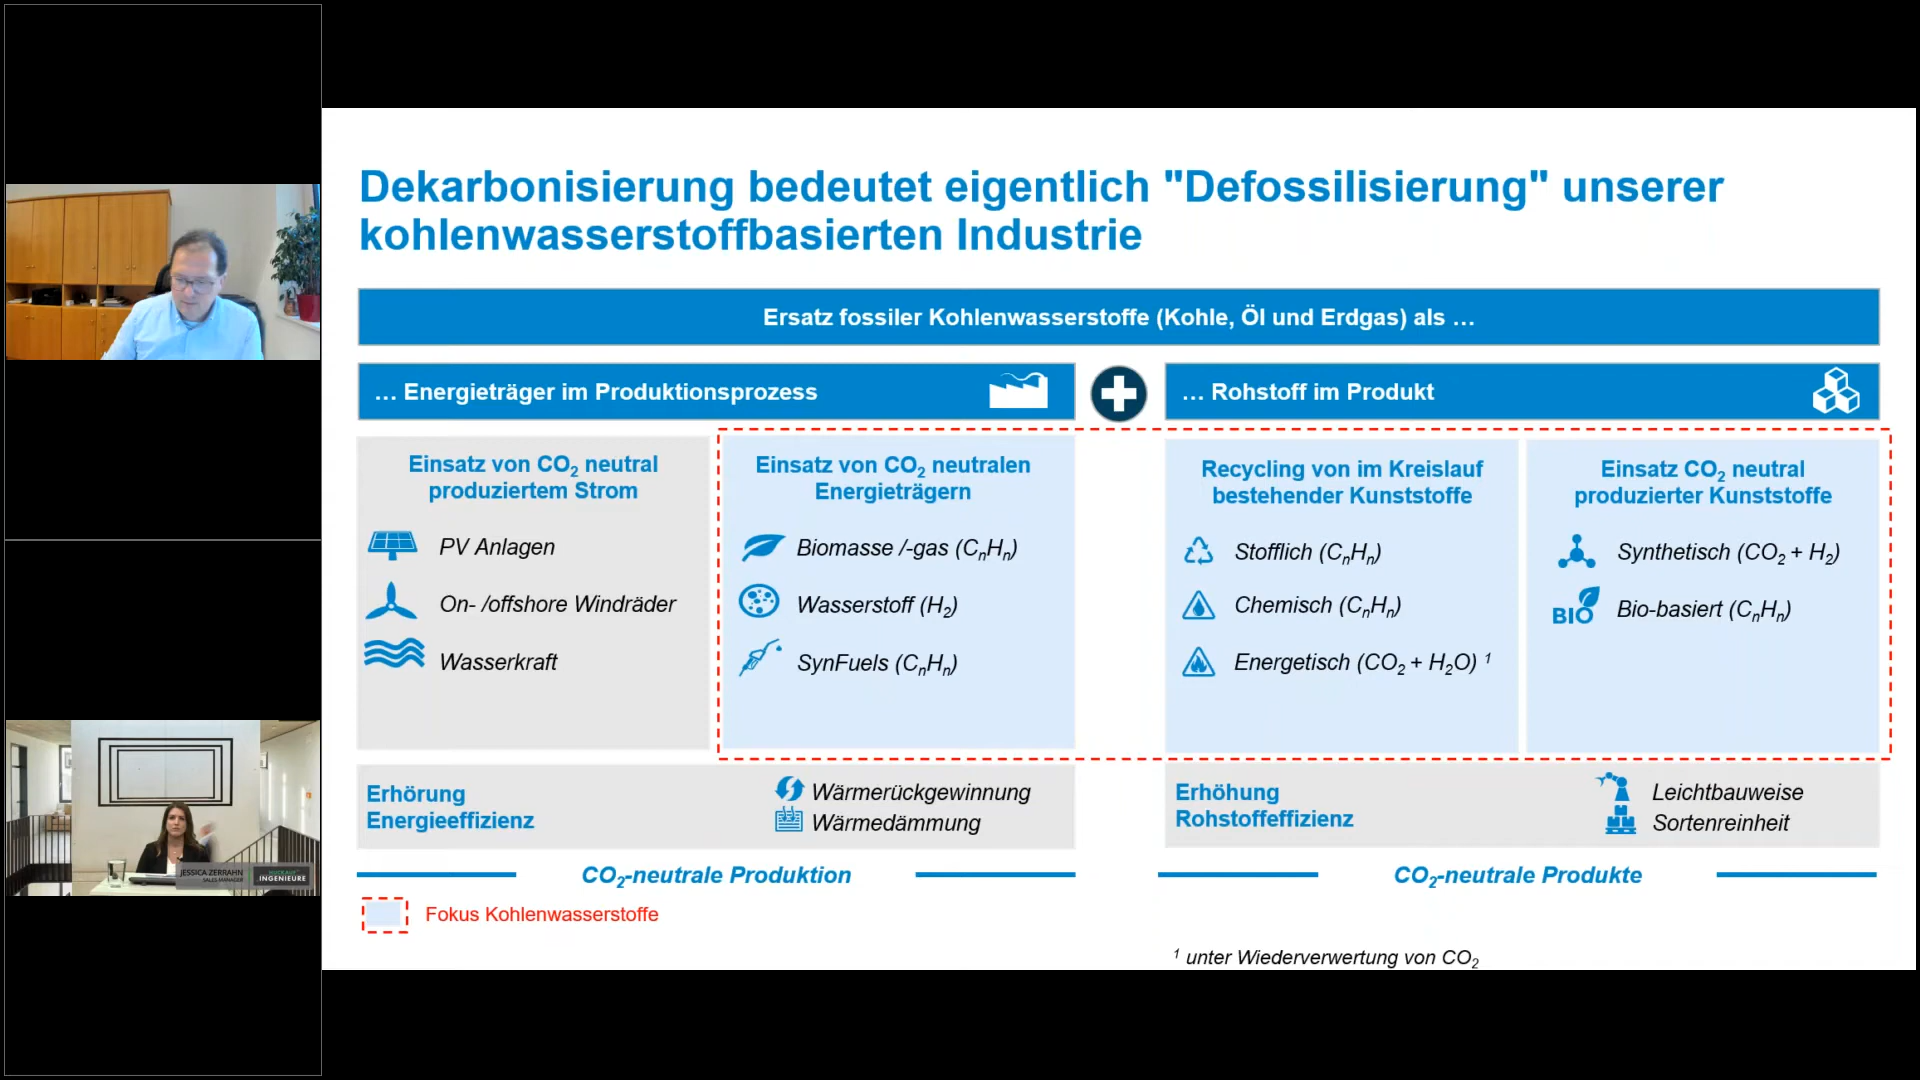 Dekarbonisierung bedeutet eigentlich "Defossilisierung" unserer
kohlenwasserstoffbasierten Industrie
Ersatz fossiler Kohlenwasserstoffe (Kohle, Öl und Erdgas) als …
… Energieträger im Produktionsprozess
… Rohstoff im Produkt
Einsatz von CO₂ neutral
produziertem Strom
PV Anlagen
On- /offshore Windräder
Wasserkraft
Einsatz von CO₂ neutralen
Energieträgern
Biomasse /-gas (CₙHₙ)
Wasserstoff (H₂)
SynFuels (CₙHₙ)
Recycling von im Kreislauf
bestehender Kunststoffe
Stofflich (CₙHₙ)
Chemisch (CₙHₙ)
Energetisch (CO₂ + H₂O) ¹
Einsatz CO₂ neutral
produzierter Kunststoffe
Synthetisch (CO₂ + H₂)
BIO Bio-basiert (CₙHₙ)
Erhörung
Energieeffizienz
Wärmerückgewinnung
Wärmedämmung
Erhöhung
Rohstoffeffizienz
Leichtbauweise
Sortenreinheit
CO₂-neutrale Produktion
CO₂-neutrale Produkte
Fokus Kohlenwasserstoffe
¹ unter Wiederverwertung von CO₂
JESSICA ZERRAHN
SALES MANAGER
INGENIEURE